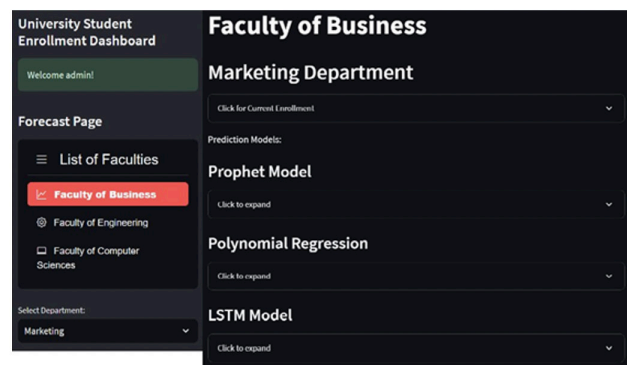 University Student
Enrollment Dashboard
Welcome admin!
Forecast Page
List of Faculties
Faculty of Business
Faculty of Engineering
Faculty of Computer
Sciences
Select Department:
Marketing
Faculty of Business
Marketing Department
Click for Current Enrollment
Prediction Models:
Prophet Model
Click to expand
Polynomial Regression
Click to expand
LSTM Model
Click to expand